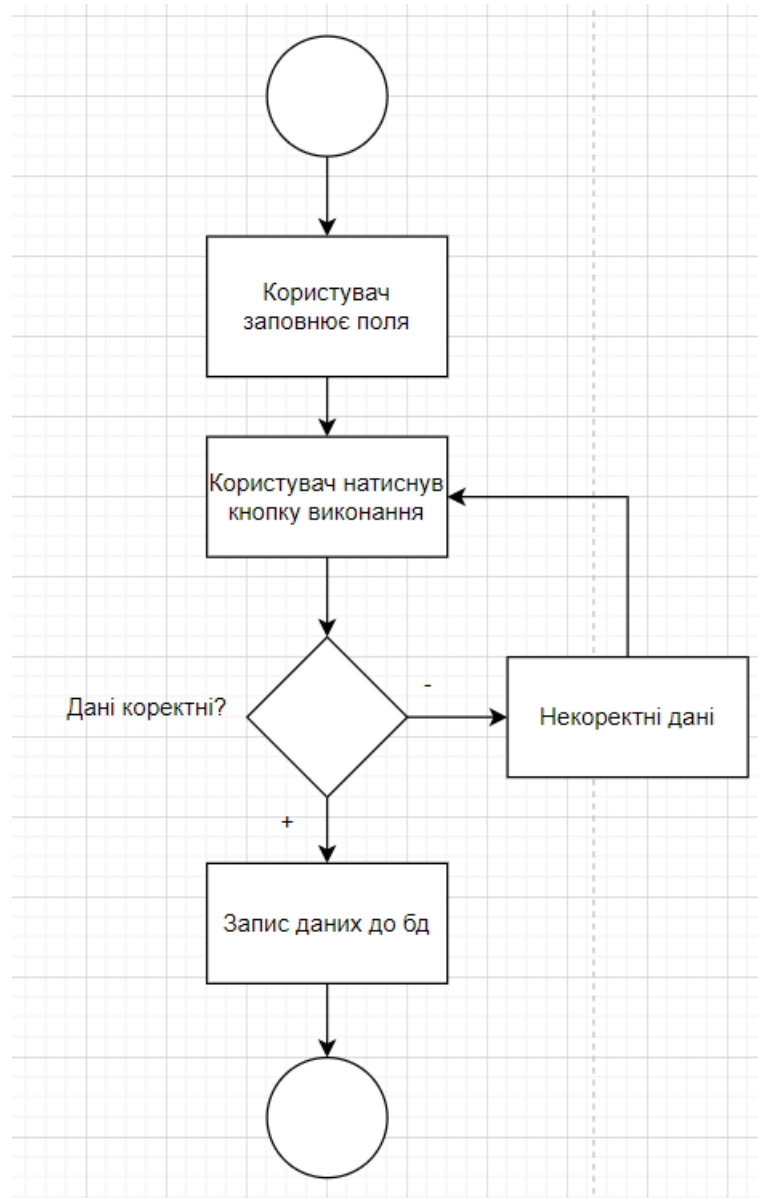 Користувач
заповнює поля
Користувач натиснув
кнопку виконання
Дані коректні?
-
Некоректні дані
+
Запис даних до бд